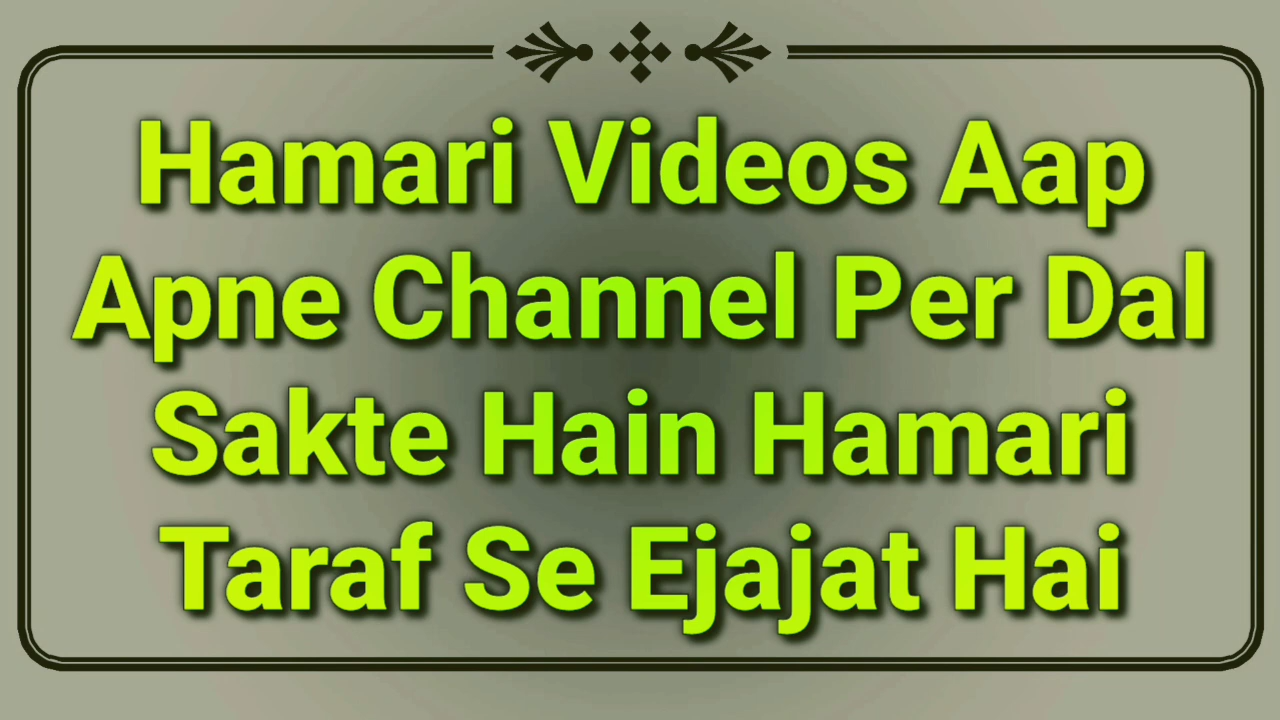 Hamari Videos Aap
Apne Channel Per Dal
Sakte Hain Hamari
Taraf Se Ejajat Hai